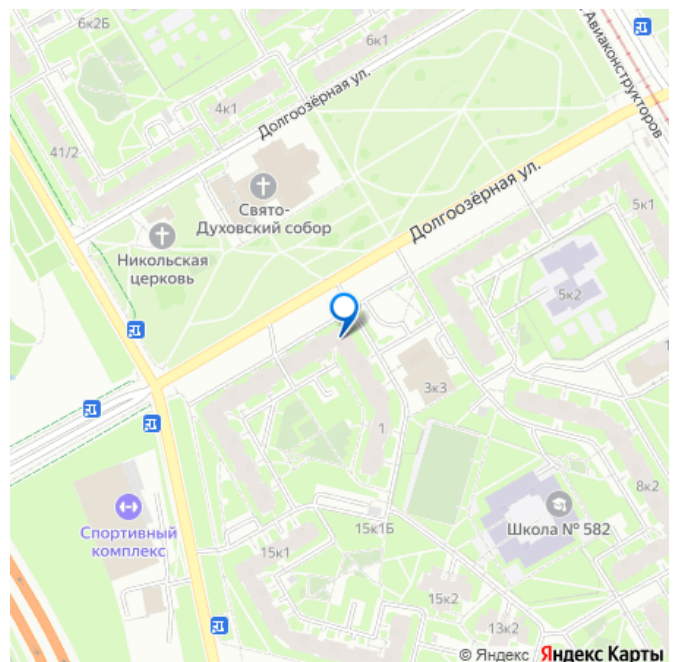 6к2Б
6к1
Авиаконструкторов
Долгоозёрная ул.
4к1
41/2
Свято-
Духовский собор
Никольская
церковь
Долгоозёрная ул.
5к1
5к2
3к3
1
8к2
Школа № 582
Спортивный
комплекс
15к1Б
15к1
15к2
13к2
© Яндекс Яндекс Карты